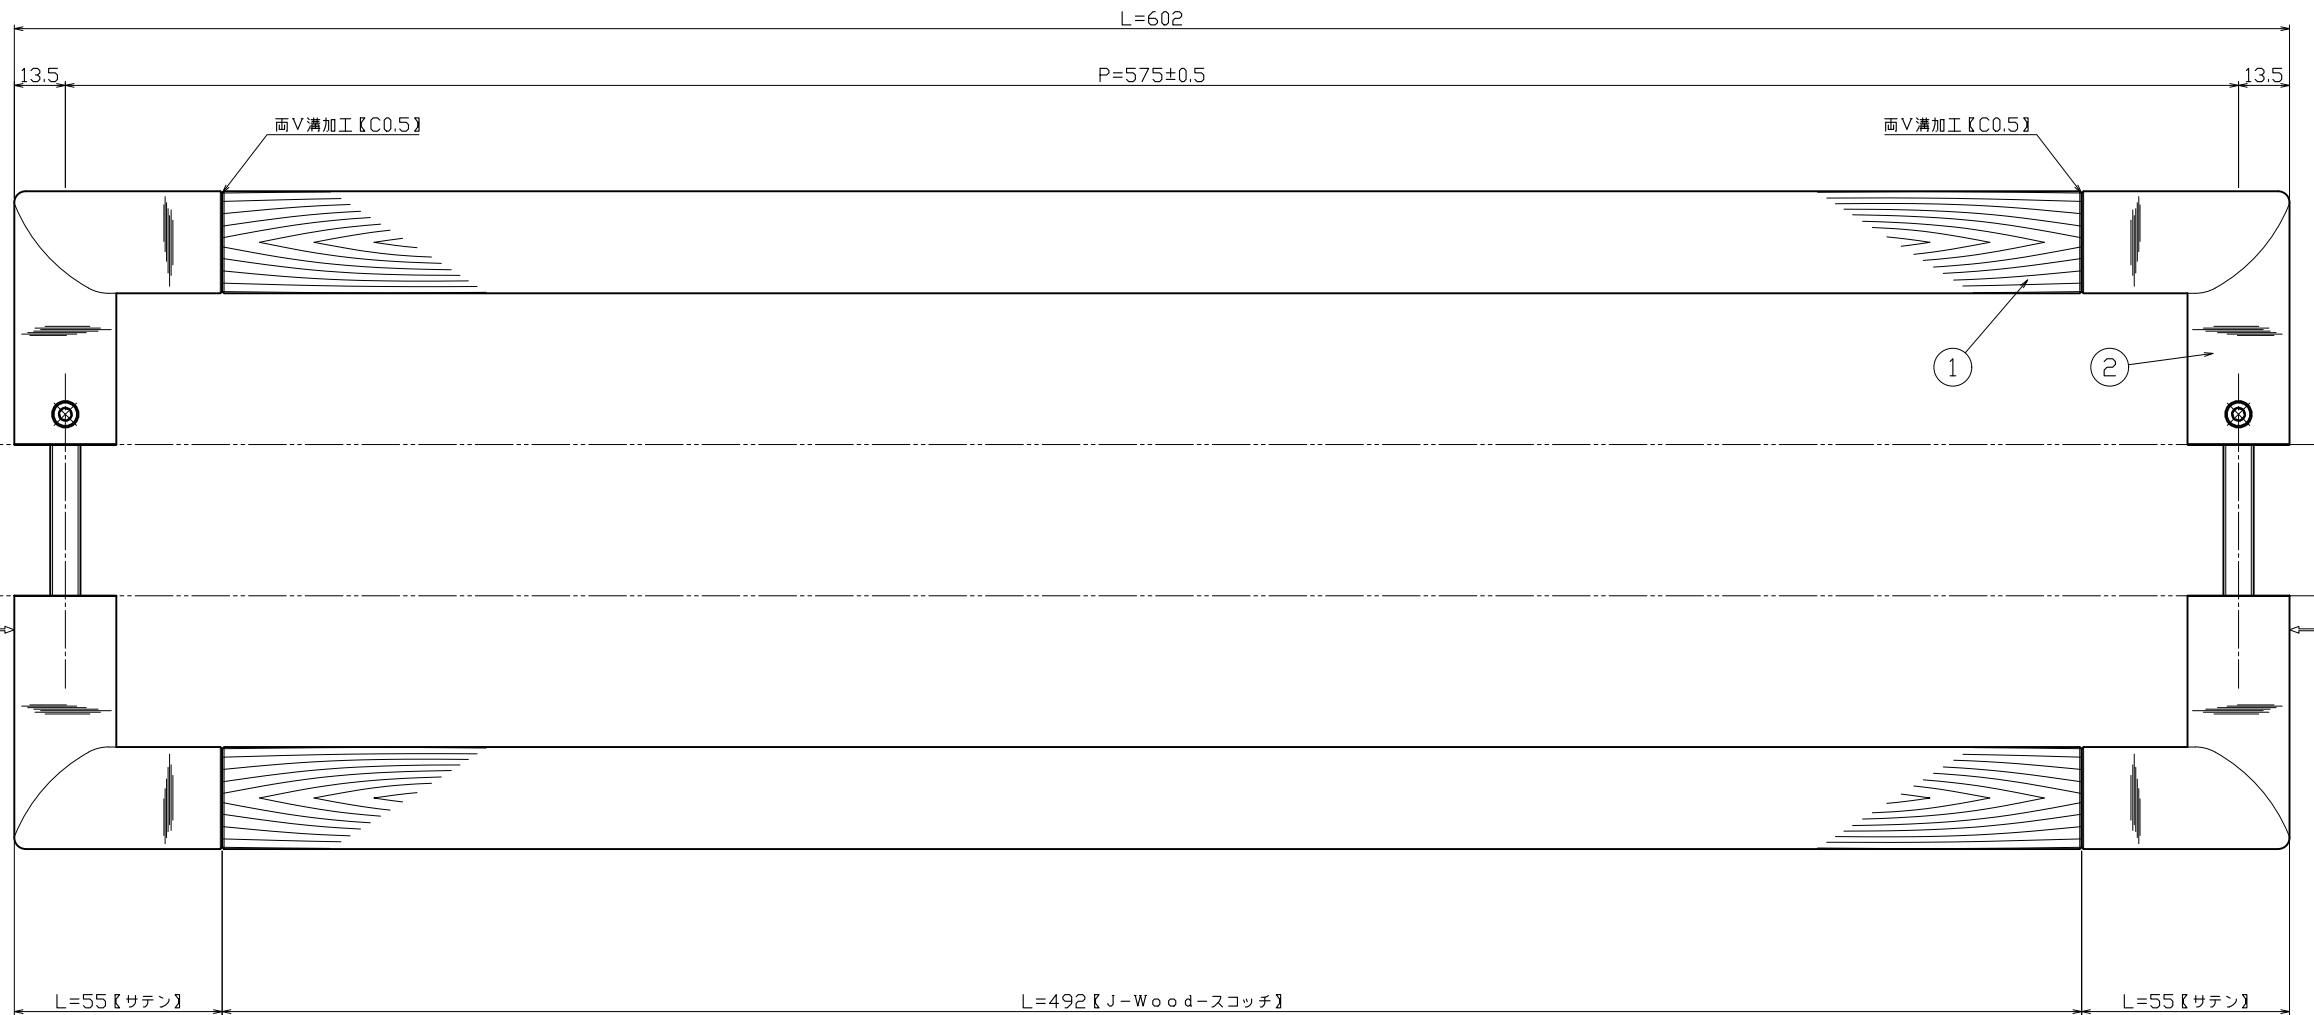 L=602
13.5
P=575±0.5
13.5
両V溝加工【C0.5】
両V溝加工【C0.5】
1
2
L=55【サテン】
L=492【J-Wood-スコッチ】
L=55【サテン】